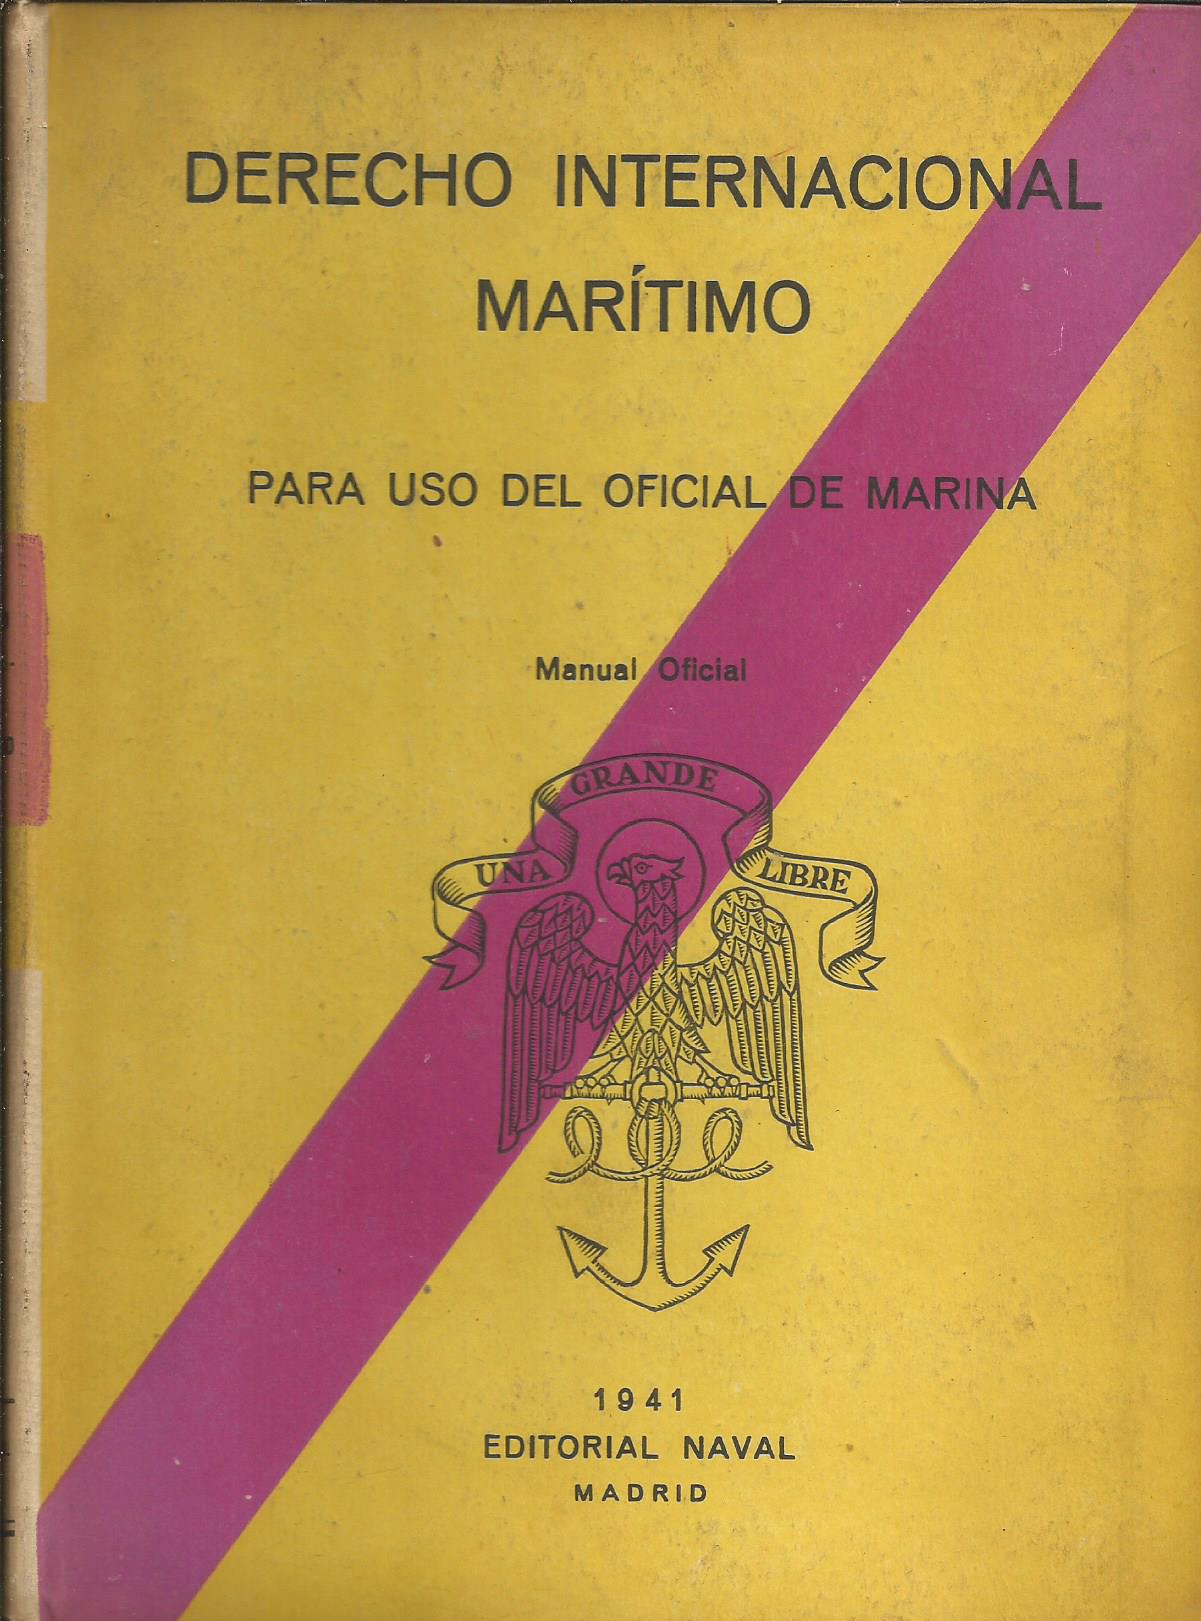 DERECHO INTERNACIONAL
MARÍTIMO
PARA USO DEL OFICIAL DE MARINA
Manual Oficial
GRANDE
UNA LIBRE
1941
EDITORIAL NAVAL
MADRID